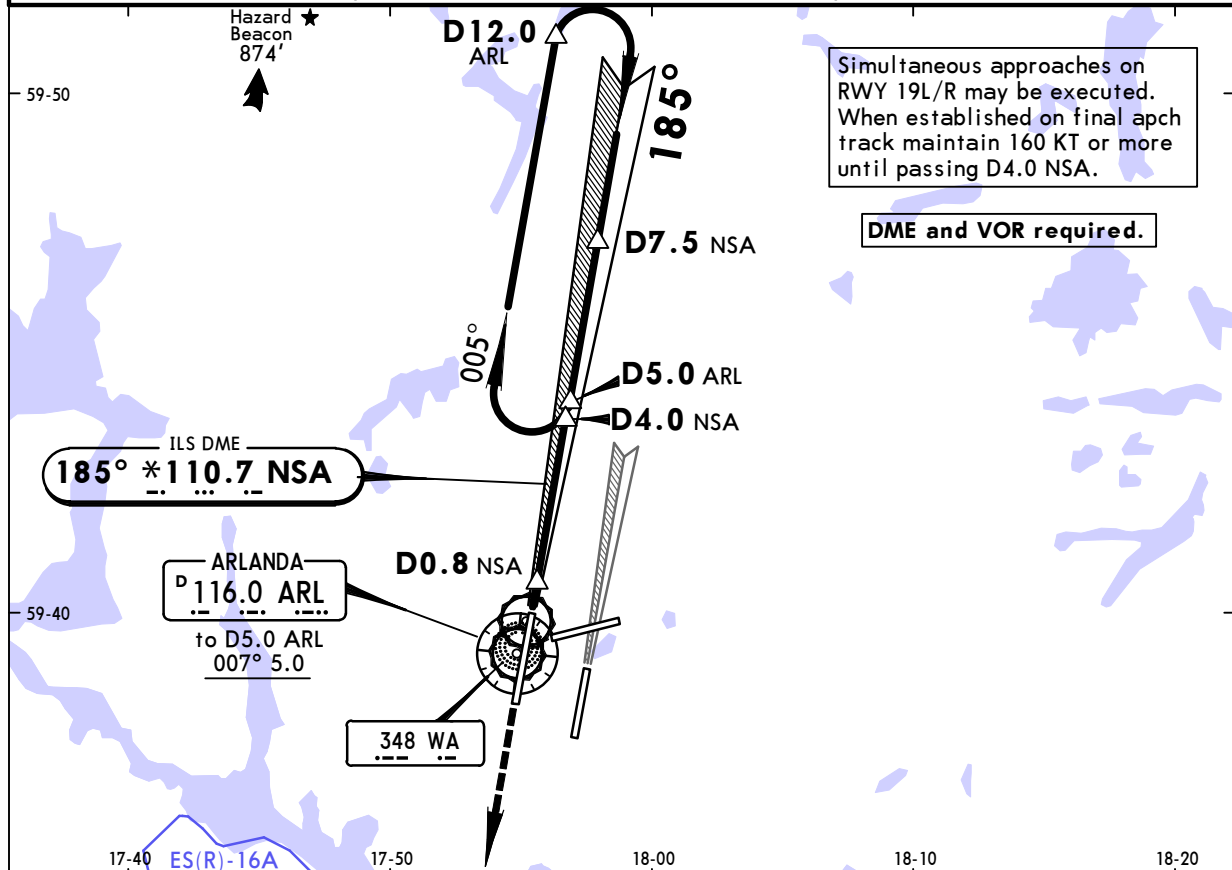 Hazard
Beacon
874'
D12.0
ARL
185°
Simultaneous approaches on
RWY 19L/R may be executed.
When established on final apch
track maintain 160 KT or more
until passing D4.0 NSA.
59-50
DME and VOR required.
D7.5 NSA
005°
D5.0 ARL
D4.0 NSA
ILS DME
185° *110.7 NSA
ARLANDA
D 116.0 ARL
to D5.0 ARL
007° 5.0
D0.8 NSA
59-40
348 WA
ES(R)-16A
17-40
17-50
18-00
18-10
18-20